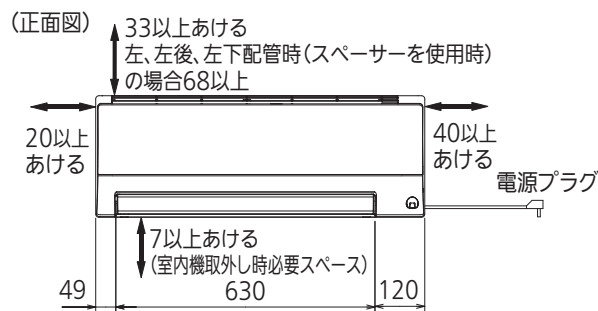 (正面図)
33以上あける
左、左後、左下配管時(スペーサーを使用時)
の場合68以上
20以上
あける
40以上
あける
電源プラグ
7以上あける
(室内機取外し時必要スペース)
49
630
120